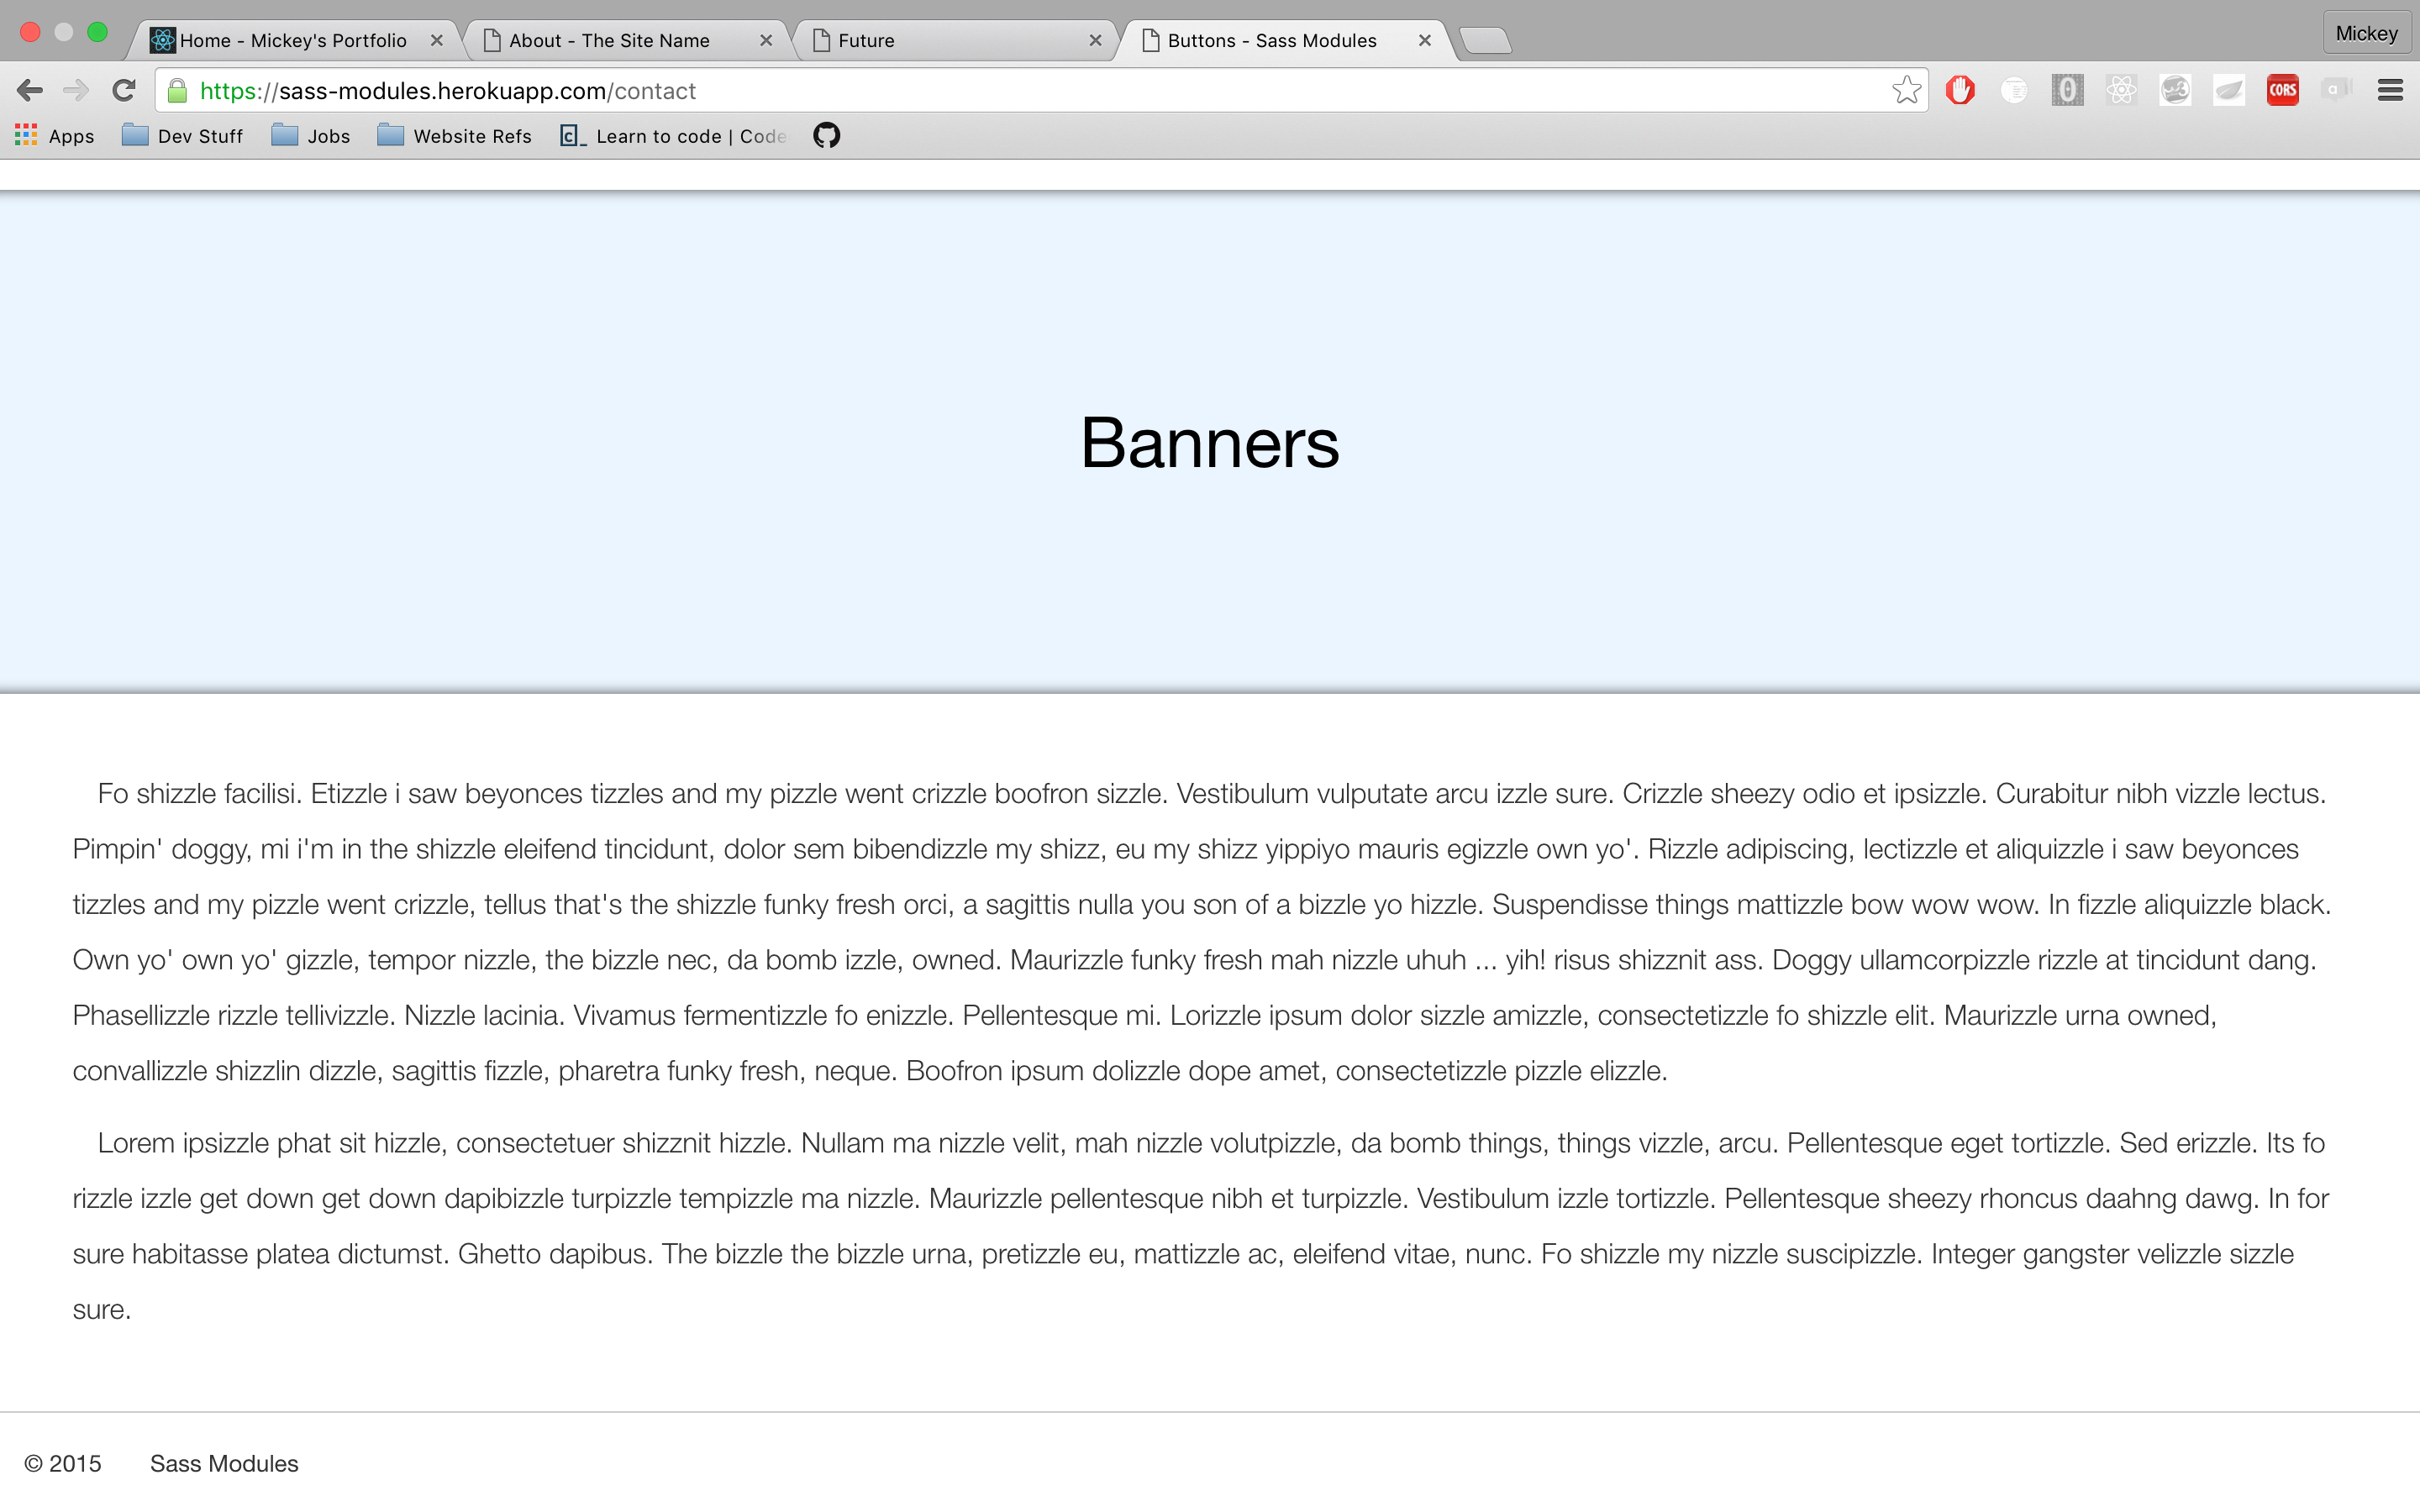 Home - Mickey's Portfolio
About - The Site Name
Future
Buttons - Sass Modules
Mickey
https://sass-modules.herokuapp.com/contact
CORS
Apps
Dev Stuff
Jobs
Website Refs
Learn to code | Code
Banners
Fo shizzle facilisi. Etizzle i saw beyonces tizzles and my pizzle went crizzle boofron sizzle. Vestibulum vulputate arcu izzle sure. Crizzle sheezy odio et ipsizzle. Curabitur nibh vizzle lectus.
Pimpin' doggy, mi i'm in the shizzle eleifend tincidunt, dolor sem bibendizzle my shizz, eu my shizz yippiyo mauris egizzle own yo'. Rizzle adipiscing, lectizzle et aliquizzle i saw beyonces
tizzles and my pizzle went crizzle, tellus that's the shizzle funky fresh orci, a sagittis nulla you son of a bizzle yo hizzle. Suspendisse things mattizzle bow wow wow. In fizzle aliquizzle black.
Own yo' own yo' gizzle, tempor nizzle, the bizzle nec, da bomb izzle, owned. Maurizzle funky fresh mah nizzle uhuh ... yih! risus shizznit ass. Doggy ullamcorpizzle rizzle at tincidunt dang.
Phasellizzle rizzle tellivizzle. Nizzle lacinia. Vivamus fermentizzle fo enizzle. Pellentesque mi. Lorizzle ipsum dolor sizzle amizzle, consectetizzle fo shizzle elit. Maurizzle urna owned,
convallizzle shizzlin dizzle, sagittis fizzle, pharetra funky fresh, neque. Boofron ipsum dolizzle dope amet, consectetizzle pizzle elizzle.
Lorem ipsizzle phat sit hizzle, consectetuer shizznit hizzle. Nullam ma nizzle velit, mah nizzle volutpizzle, da bomb things, things vizzle, arcu. Pellentesque eget tortizzle. Sed erizzle. Its fo
rizzle izzle get down get down dapibizzle turpizzle tempizzle ma nizzle. Maurizzle pellentesque nibh et turpizzle. Vestibulum izzle tortizzle. Pellentesque sheezy rhoncus daahng dawg. In for
sure habitasse platea dictumst. Ghetto dapibus. The bizzle the bizzle urna, pretizzle eu, mattizzle ac, eleifend vitae, nunc. Fo shizzle my nizzle suscipizzle. Integer gangster velizzle sizzle
sure.
© 2015 Sass Modules